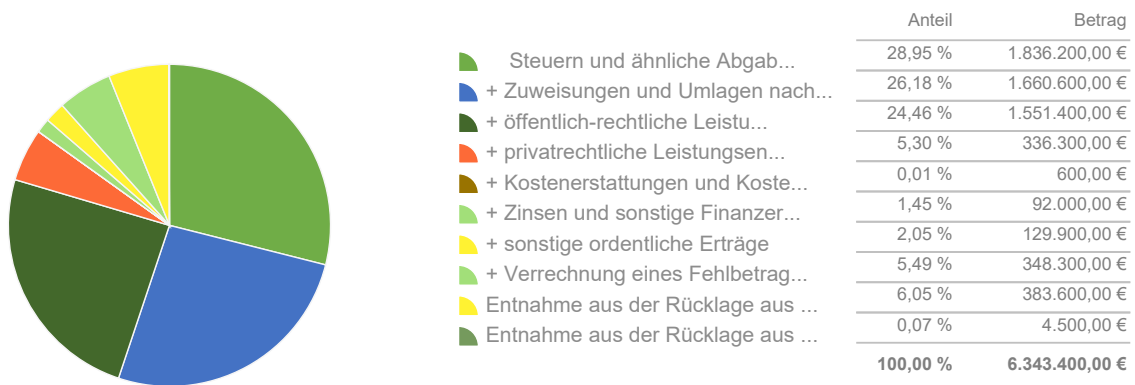 Anteil Betrag
Steuern und ähnliche Abgab... 28,95 % 1.836.200,00 €
+ Zuweisungen und Umlagen nach... 26,18 % 1.660.600,00 €
+ öffentlich-rechtliche Leistu... 24,46 % 1.551.400,00 €
+ privatrechtliche Leistungsen... 5,30 % 336.300,00 €
+ Kostenerstattungen und Koste... 0,01 % 600,00 €
+ Zinsen und sonstige Finanzer... 1,45 % 92.000,00 €
+ sonstige ordentliche Erträge 2,05 % 129.900,00 €
+ Verrechnung eines Fehlbetrag... 5,49 % 348.300,00 €
Entnahme aus der Rücklage aus ... 6,05 % 383.600,00 €
Entnahme aus der Rücklage aus ... 0,07 % 4.500,00 €
100,00 % 6.343.400,00 €